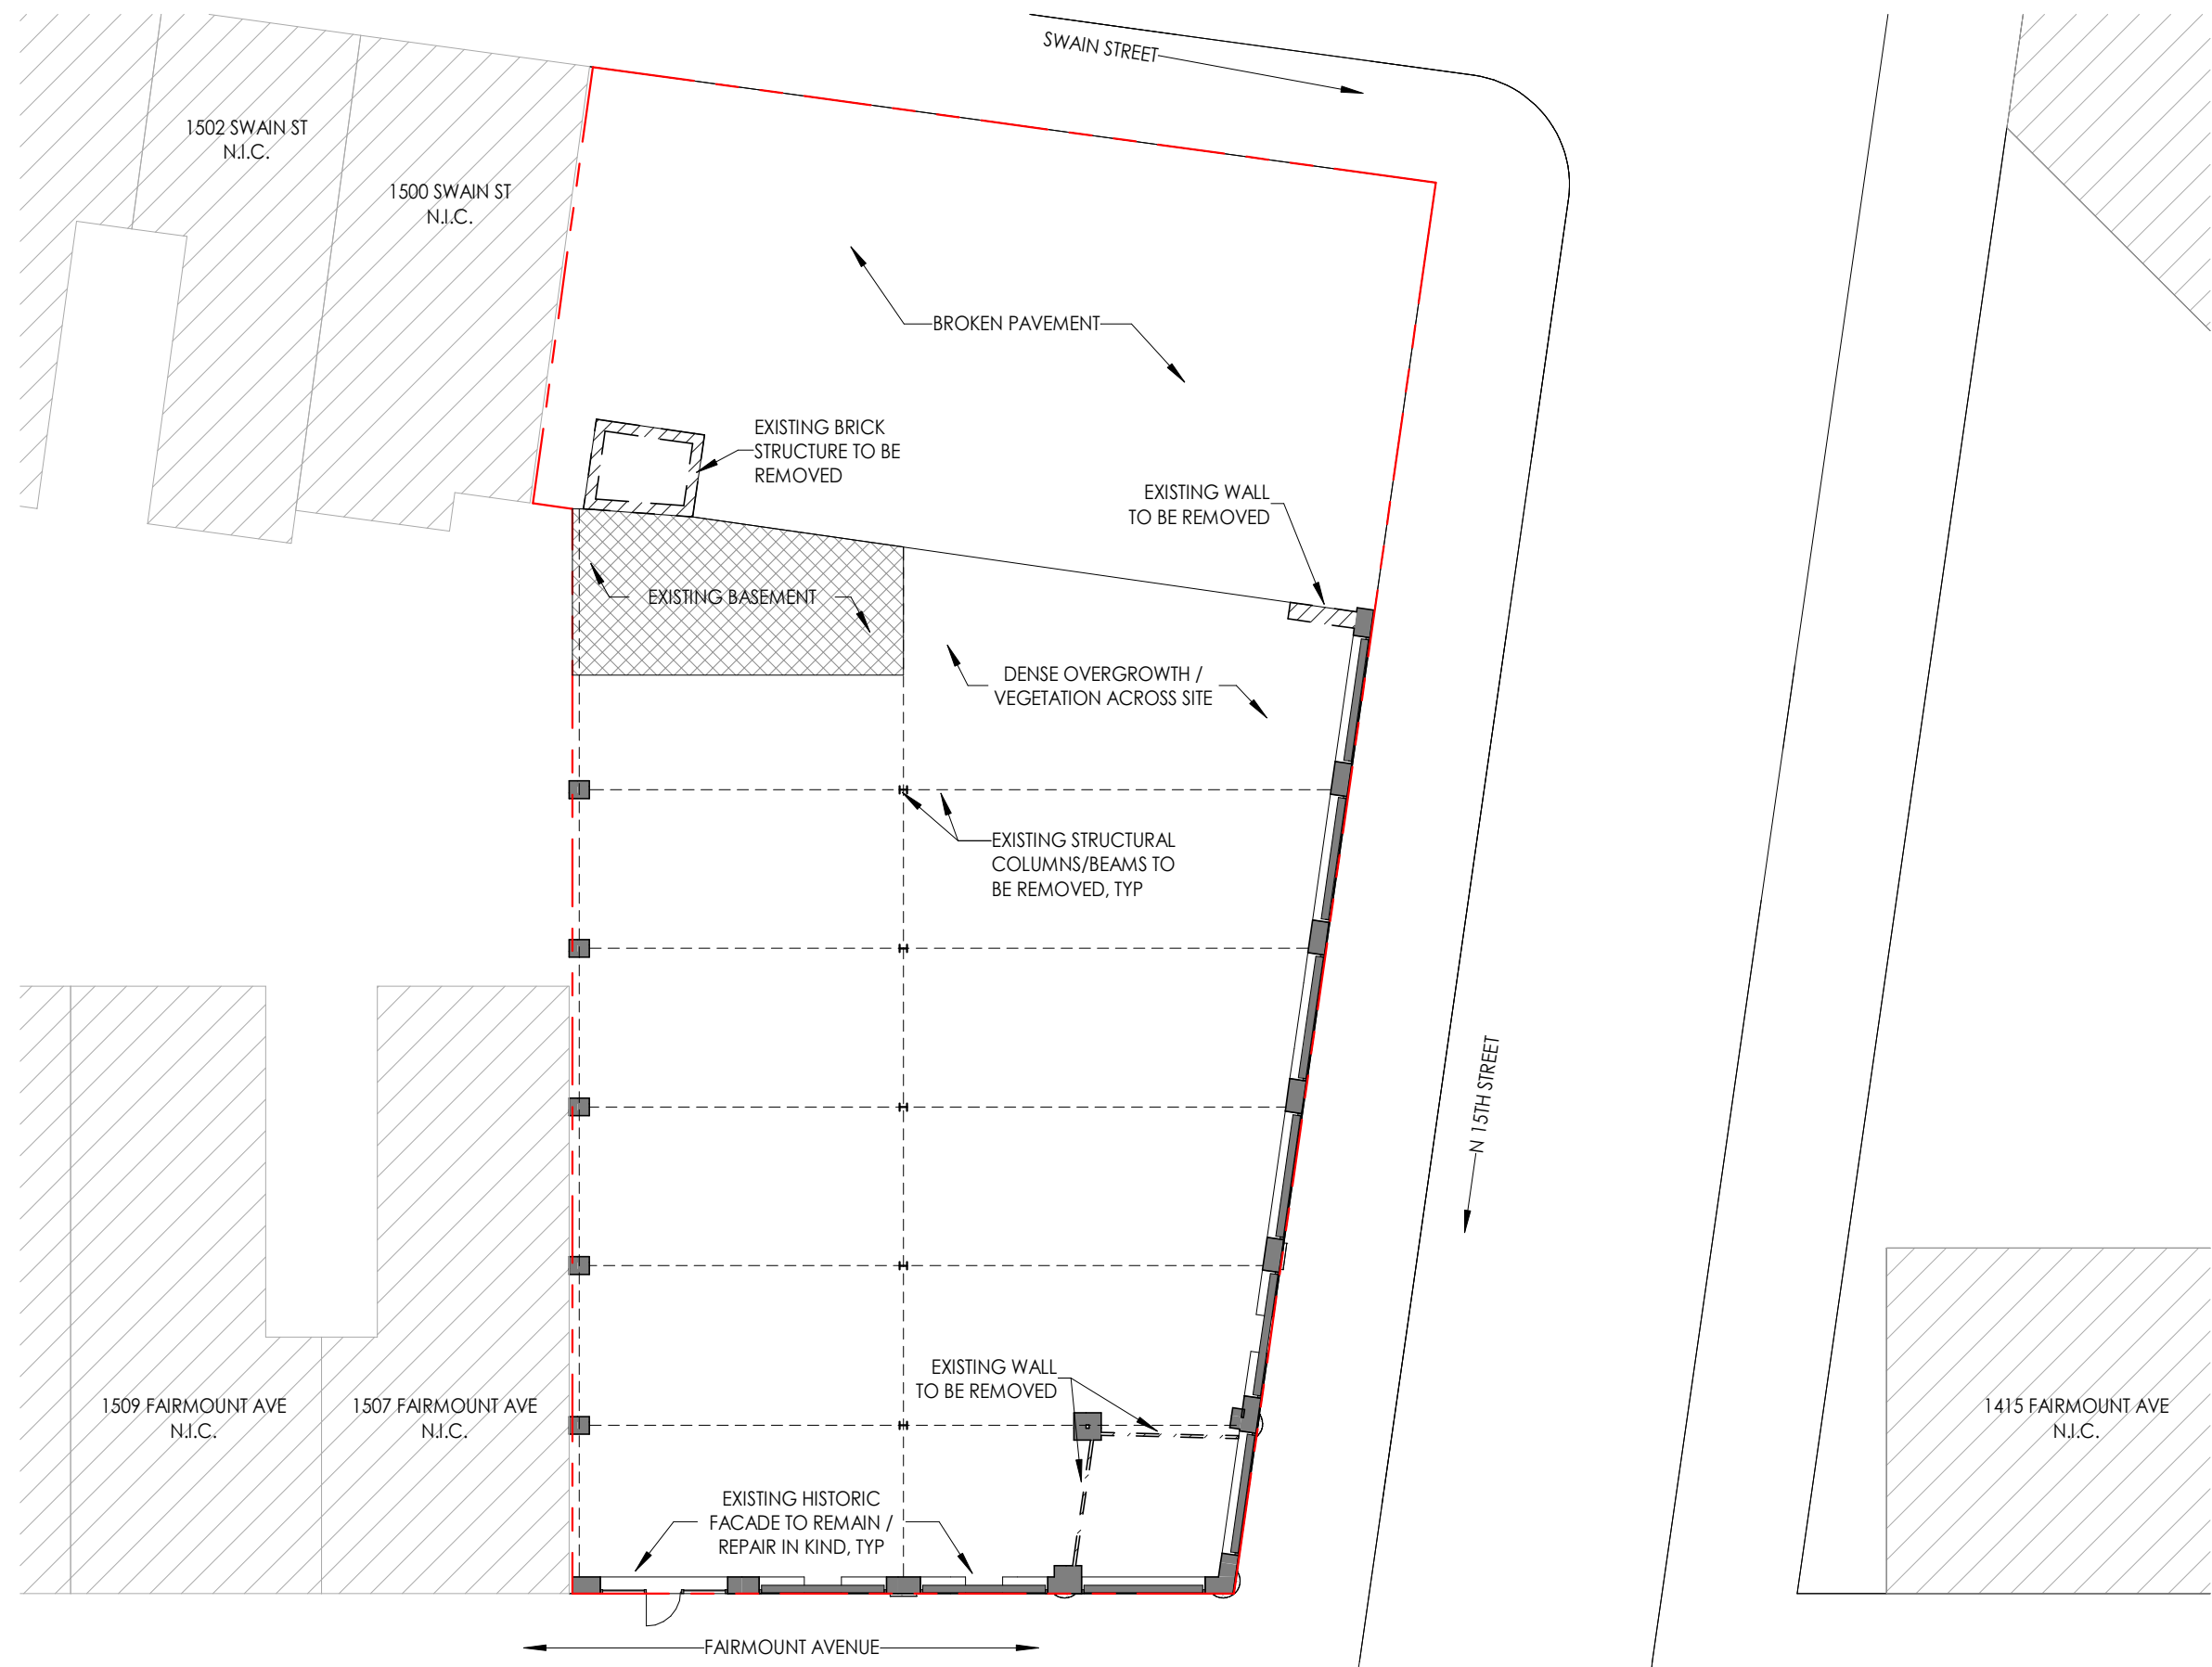 SWAIN STREET
1502 SWAIN ST
N.I.C.
1500 SWAIN ST
N.I.C.
BROKEN PAVEMENT
EXISTING BRICK
STRUCTURE TO BE
REMOVED
EXISTING WALL
TO BE REMOVED
EXISTING BASEMENT
DENSE OVERGROWTH /
VEGETATION ACROSS SITE
EXISTING STRUCTURAL
COLUMNS/BEAMS TO
BE REMOVED, TYP
N 15TH STREET
EXISTING WALL
TO BE REMOVED
1509 FAIRMOUNT AVE
N.I.C.
1507 FAIRMOUNT AVE
N.I.C.
1415 FAIRMOUNT AVE
N.I.C.
EXISTING HISTORIC
FACADE TO REMAIN /
REPAIR IN KIND, TYP
FAIRMOUNT AVENUE